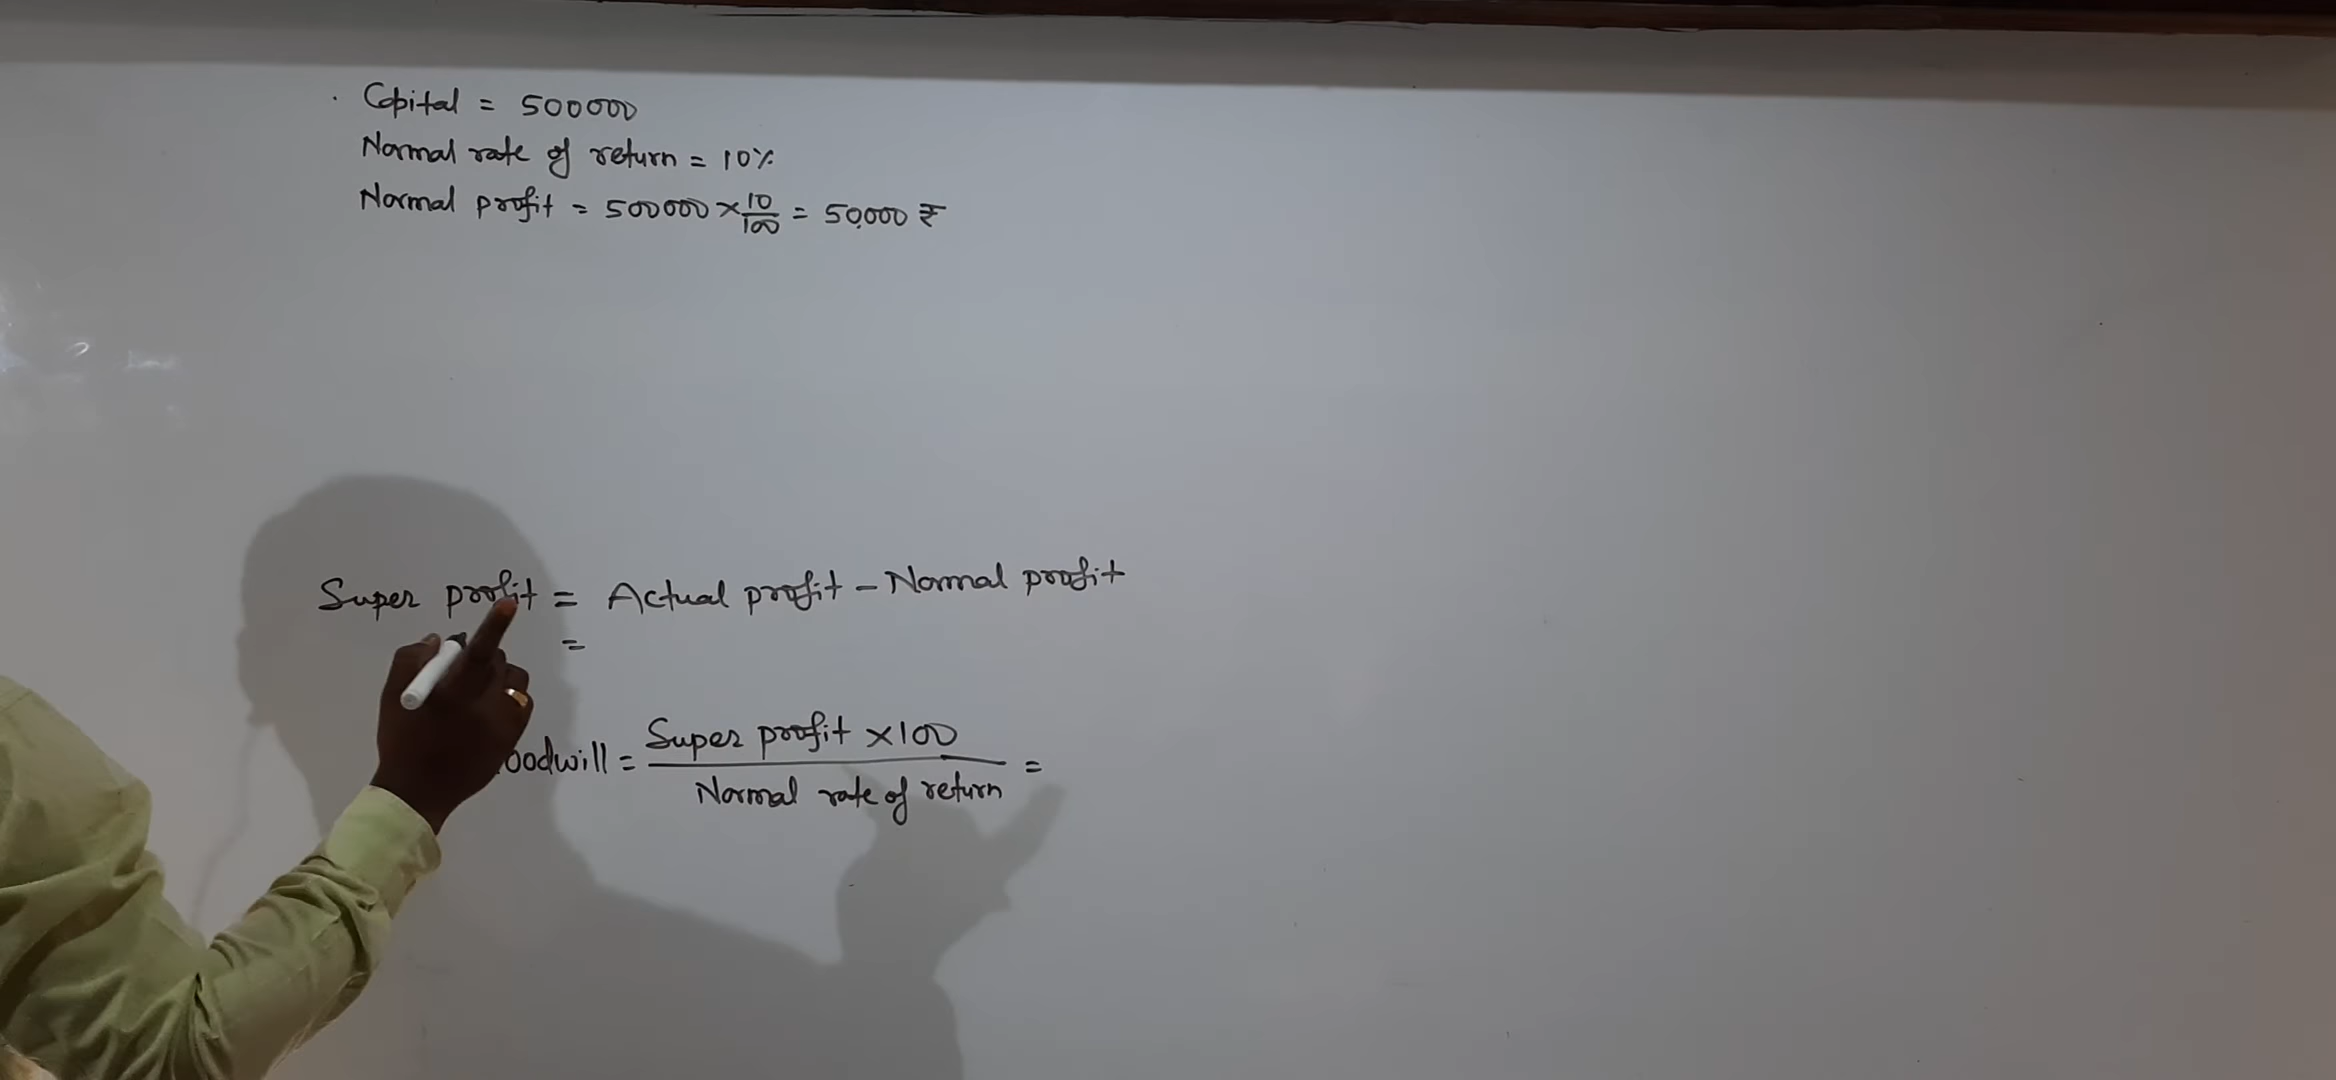 Capital = 500000
Normal rate of return = 10%
Normal profit = 500000 × 10/100 = 50,000 ₹
Super profit = Actual profit - Normal profit
=
oodwill = Super profit ×100 / Normal rate of return =